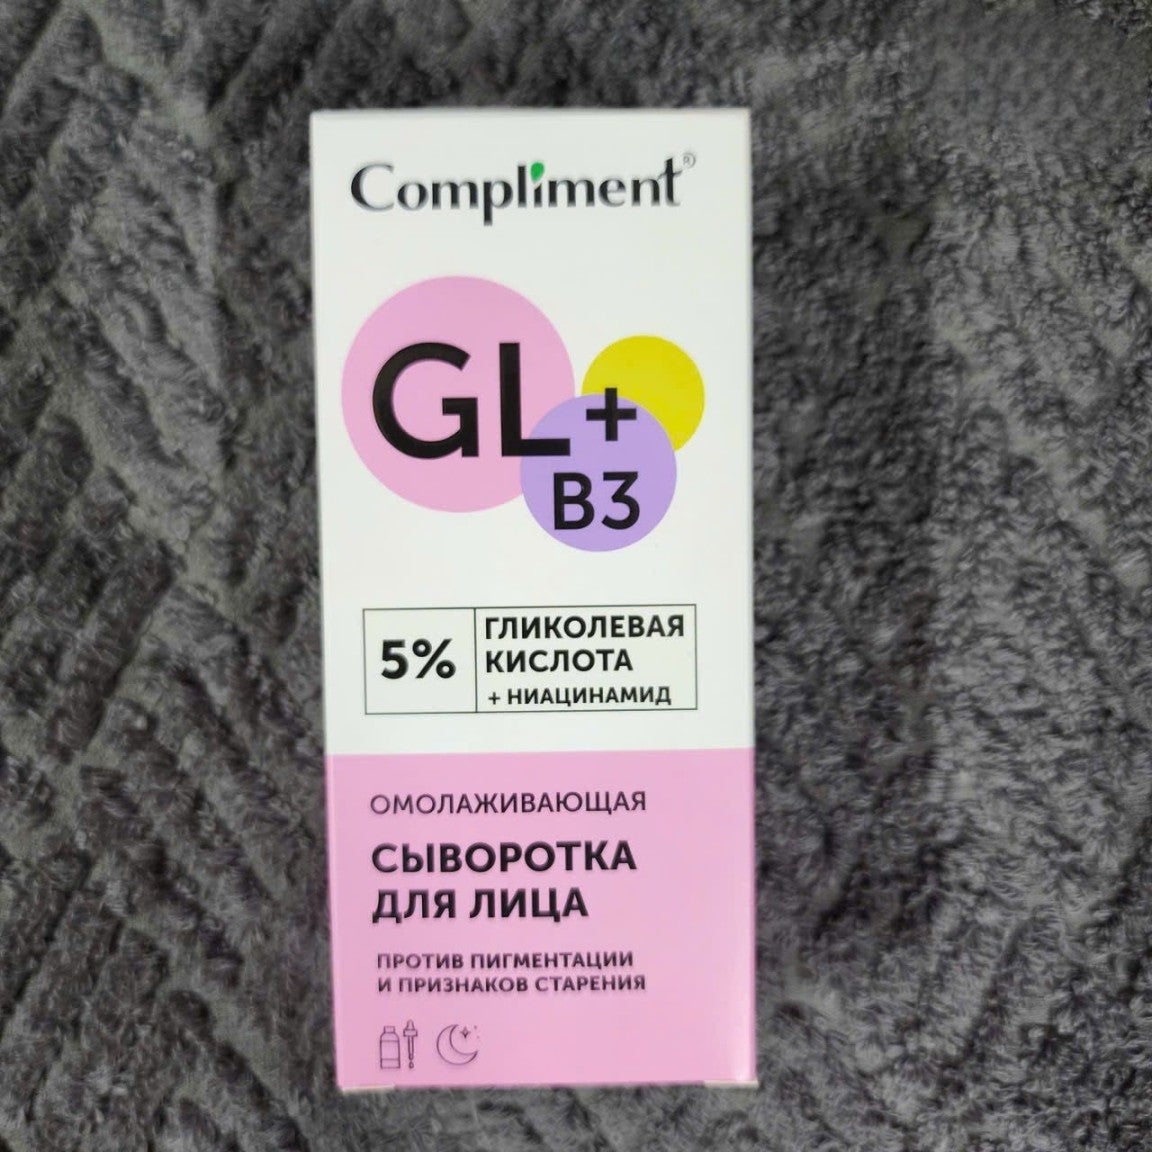 Compliment®
GL+
B3
5%
ГЛИКОЛЕВАЯ
КИСЛОТА
+ НИАЦИНАМИД
ОМОЛАЖИВАЮЩАЯ
СЫВОРОТКА
ДЛЯ ЛИЦА
ПРОТИВ ПИГМЕНТАЦИИ
И ПРИЗНАКОВ СТАРЕНИЯ